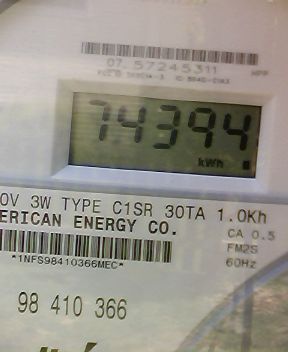 07 57245311
74394
kWh
0V 3W TYPE C1SR 30TA 1.0Kh
ERICAN ENERGY CO.
CA 0.5
FM2S
60Hz
*1NFS98410366MEC*
98 410 366